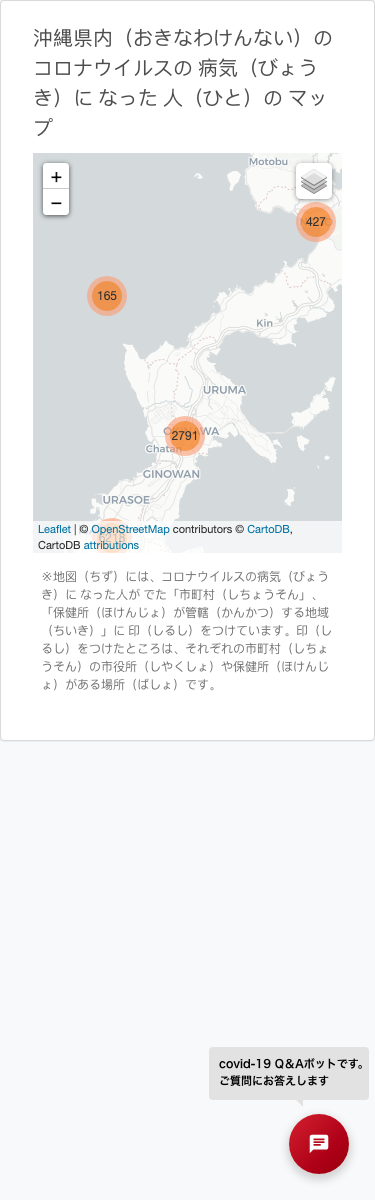 沖縄県内（おきなわけんない）の
コロナウイルスの 病気（びょう
き）に なった 人（ひと）の マッ
プ
Motobu
+
−
427
165
Kin
URUMA
2791
GINOWAN
URASOE
6218
Leaflet | © OpenStreetMap contributors © CartoDB,
CartoDB attributions
※地図（ちず）には、コロナウイルスの病気（びょう
き）に なった人が でた「市町村（しちょうそん」、
「保健所（ほけんじょ）が管轄（かんかつ）する地域
（ちいき）」に 印（しるし）をつけています。印（し
るし）をつけたところは、それぞれの市町村（しちょ
うそん）の市役所（しやくしょ）や保健所（ほけんじ
ょ）がある場所（ばしょ）です。
covid-19 Q&Aボットです。
ご質問にお答えします